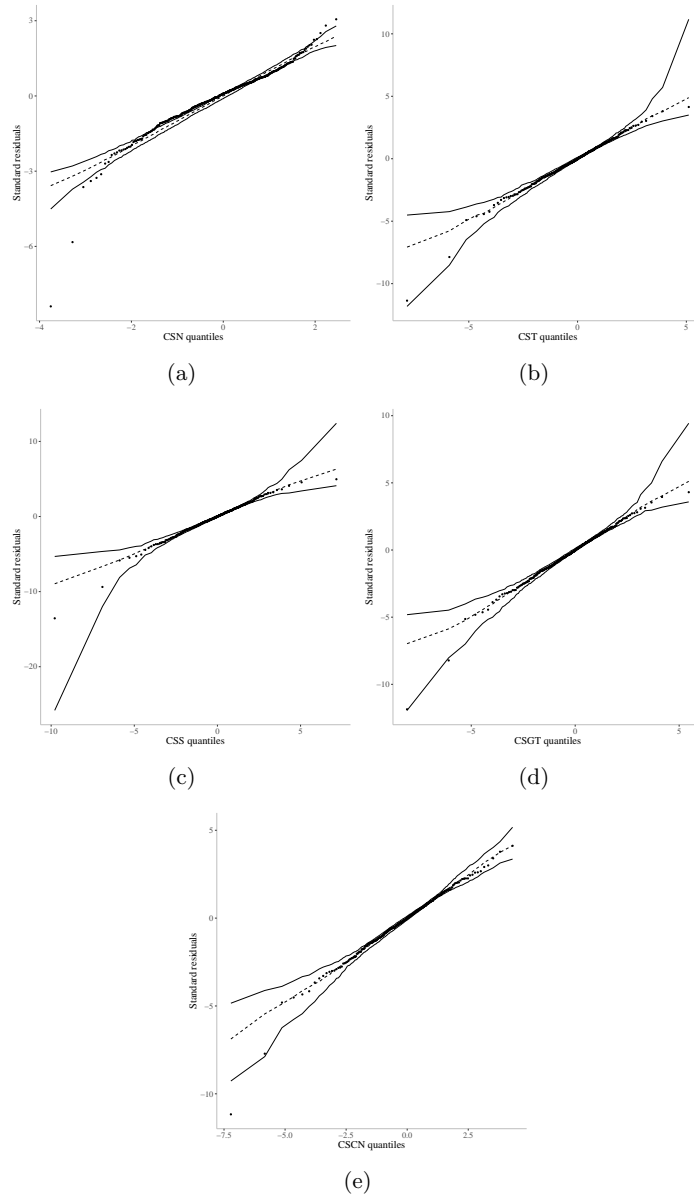 3
0
−3
−6
Standard residuals
−4
−2
0
2
CSN quantiles
(a)
10
5
0
−5
−10
Standard residuals
−5
0
5
CST quantiles
(b)
10
0
−10
−20
Standard residuals
−10
−5
0
5
CSS quantiles
(c)
10
5
0
−5
−10
Standard residuals
−5
0
5
CSGT quantiles
(d)
5
0
−5
−10
Standard residuals
−7.5
−5.0
−2.5
0.0
2.5
CSCN quantiles
(e)